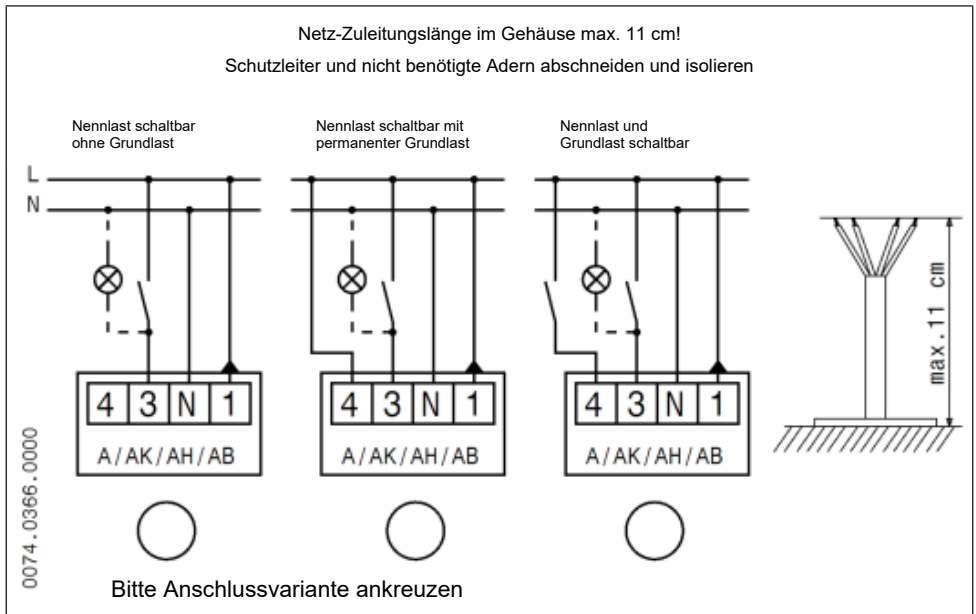 Netz-Zuleitungslänge im Gehäuse max. 11 cm!
Schutzleiter und nicht benötigte Adern abschneiden und isolieren
Nennlast schaltbar
ohne Grundlast
Nennlast schaltbar mit
permanenter Grundlast
Nennlast und
Grundlast schaltbar
L
N
4 3 N 1
A/AK/AH/AB
4 3 N 1
A/AK/AH/AB
4 3 N 1
A/AK/AH/AB
max.11 cm
0074.0366.0000
Bitte Anschlussvariante ankreuzen